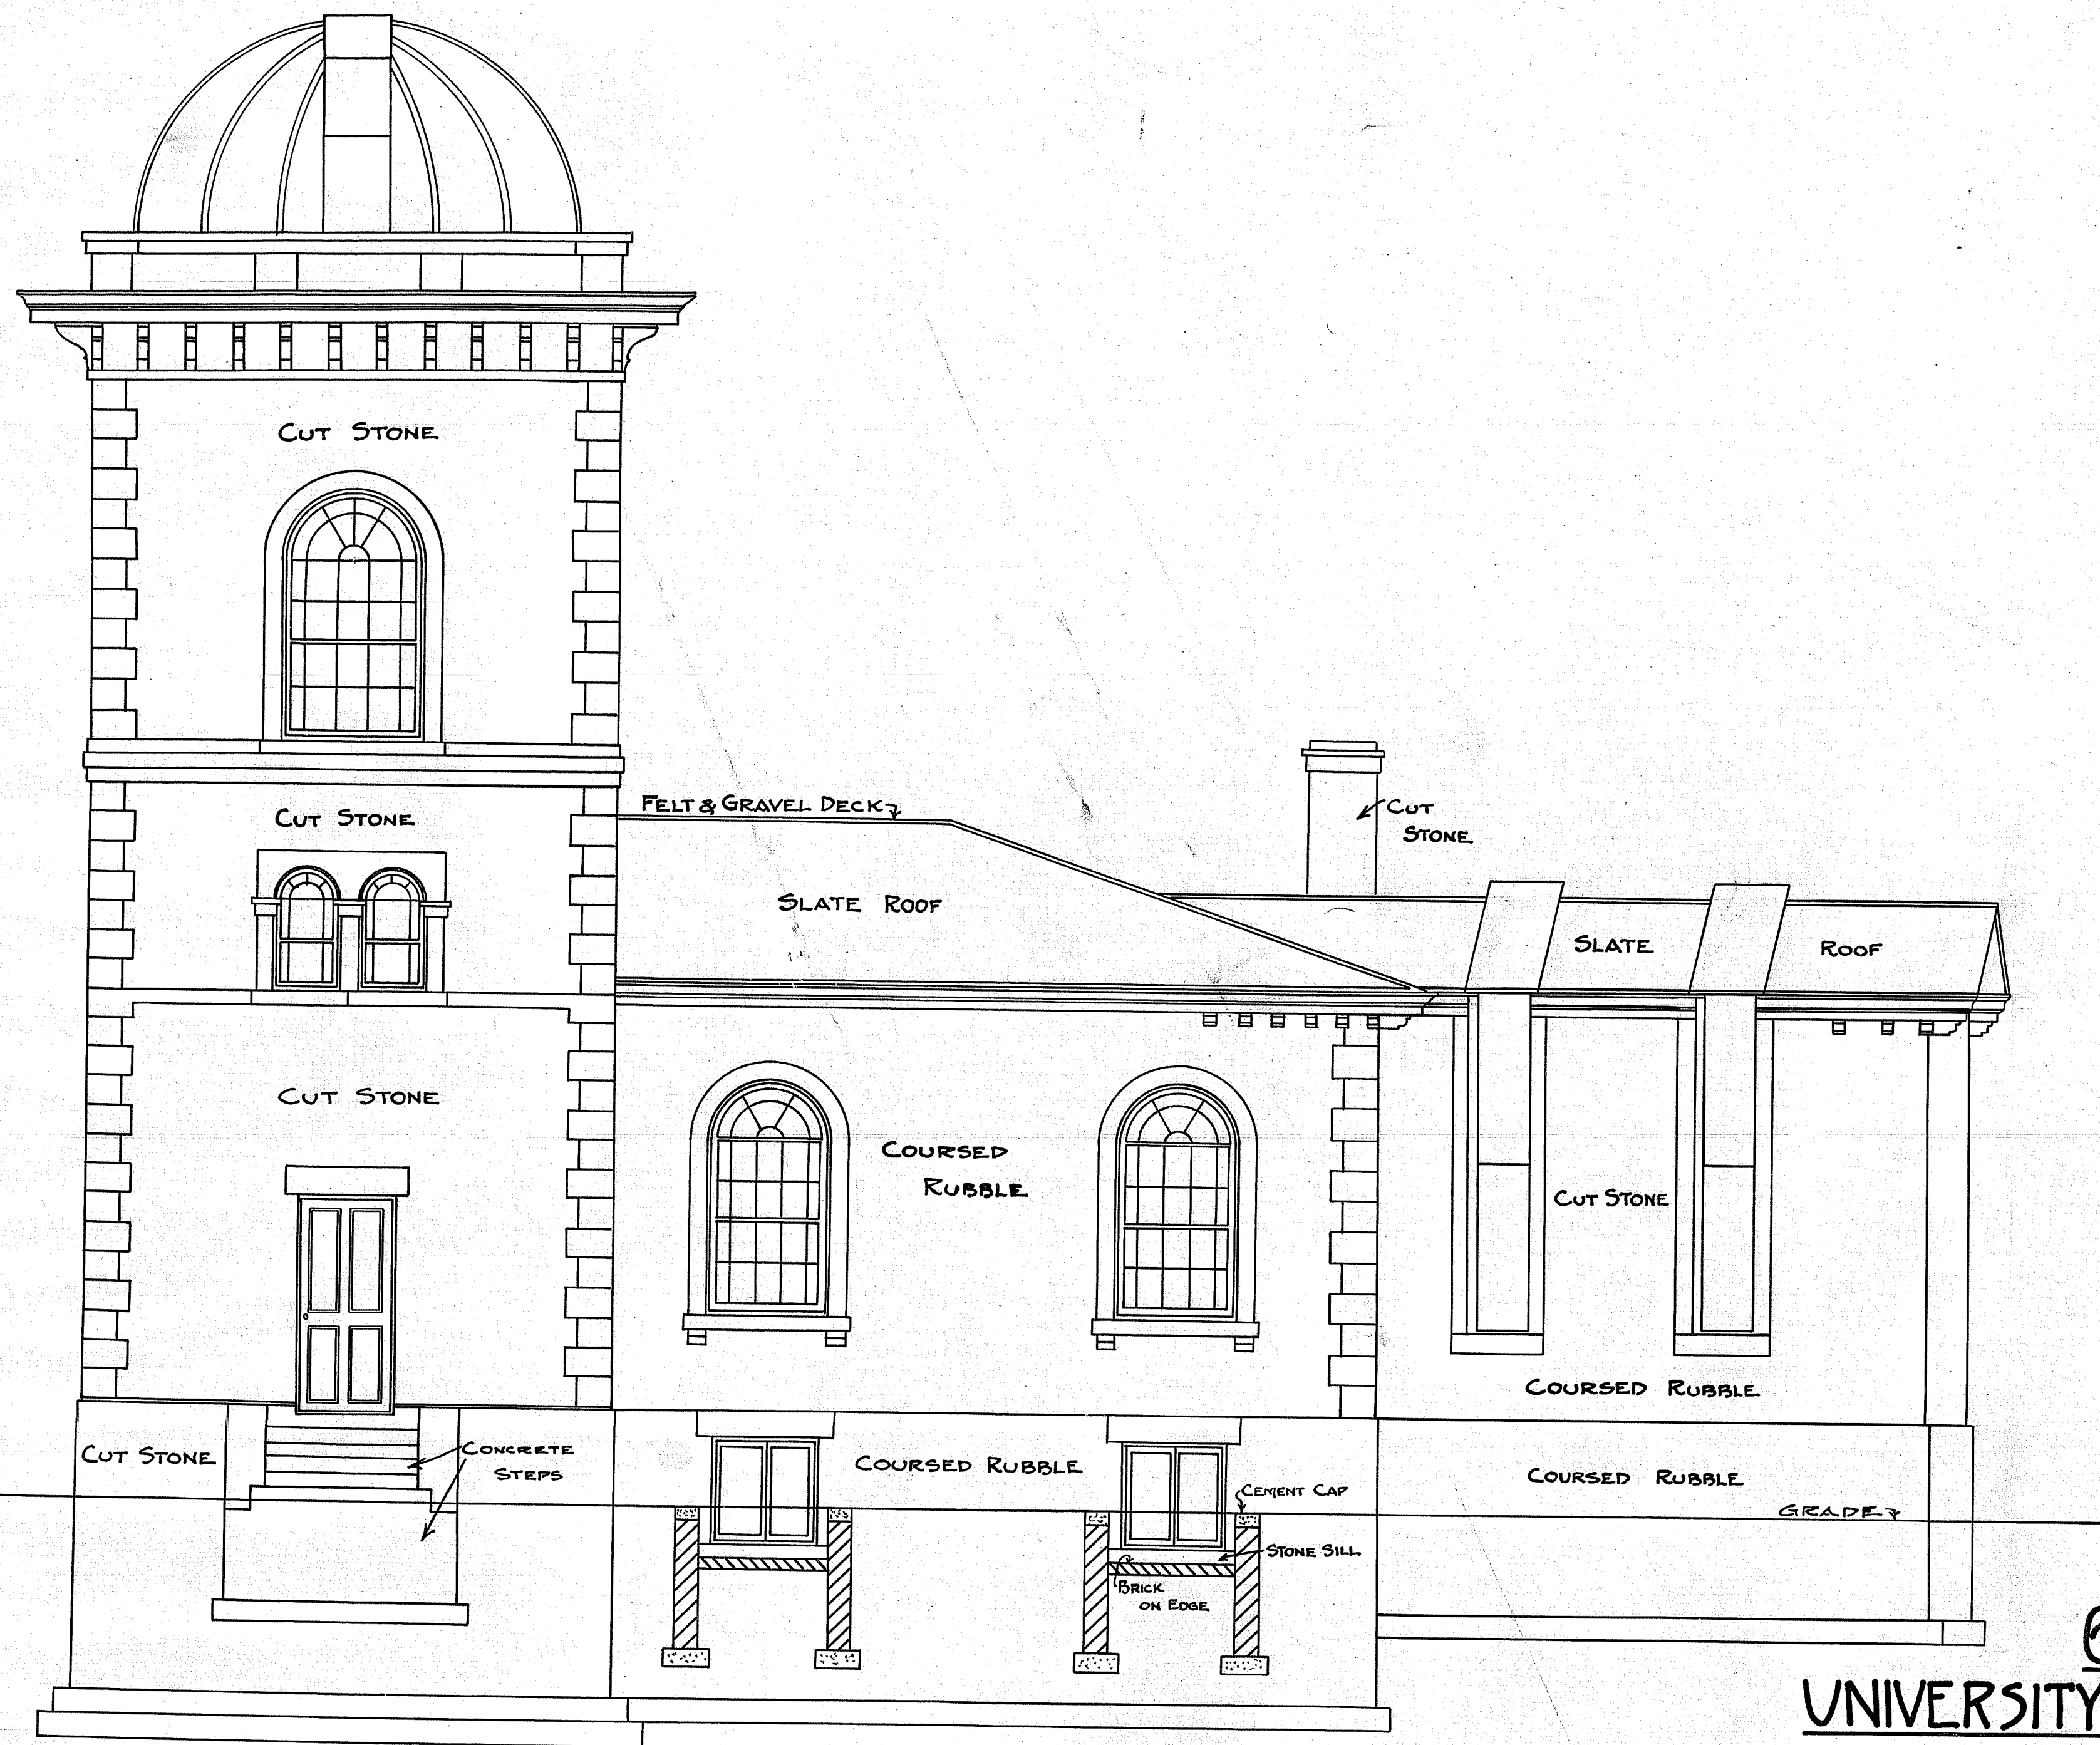 CUT STONE
FELT & GRAVEL DECK
CUT STONE
CUT
STONE
SLATE ROOF
SLATE ROOF
CUT STONE
COURSED
RUBBLE
CUT STONE
COURSED RUBBLE
CUT STONE
CONCRETE
STEPS
COURSED RUBBLE
COURSED RUBBLE
CEMENT CAP
GRADE
STONE SILL
BRICK
ON EDGE
UNIVERSITY